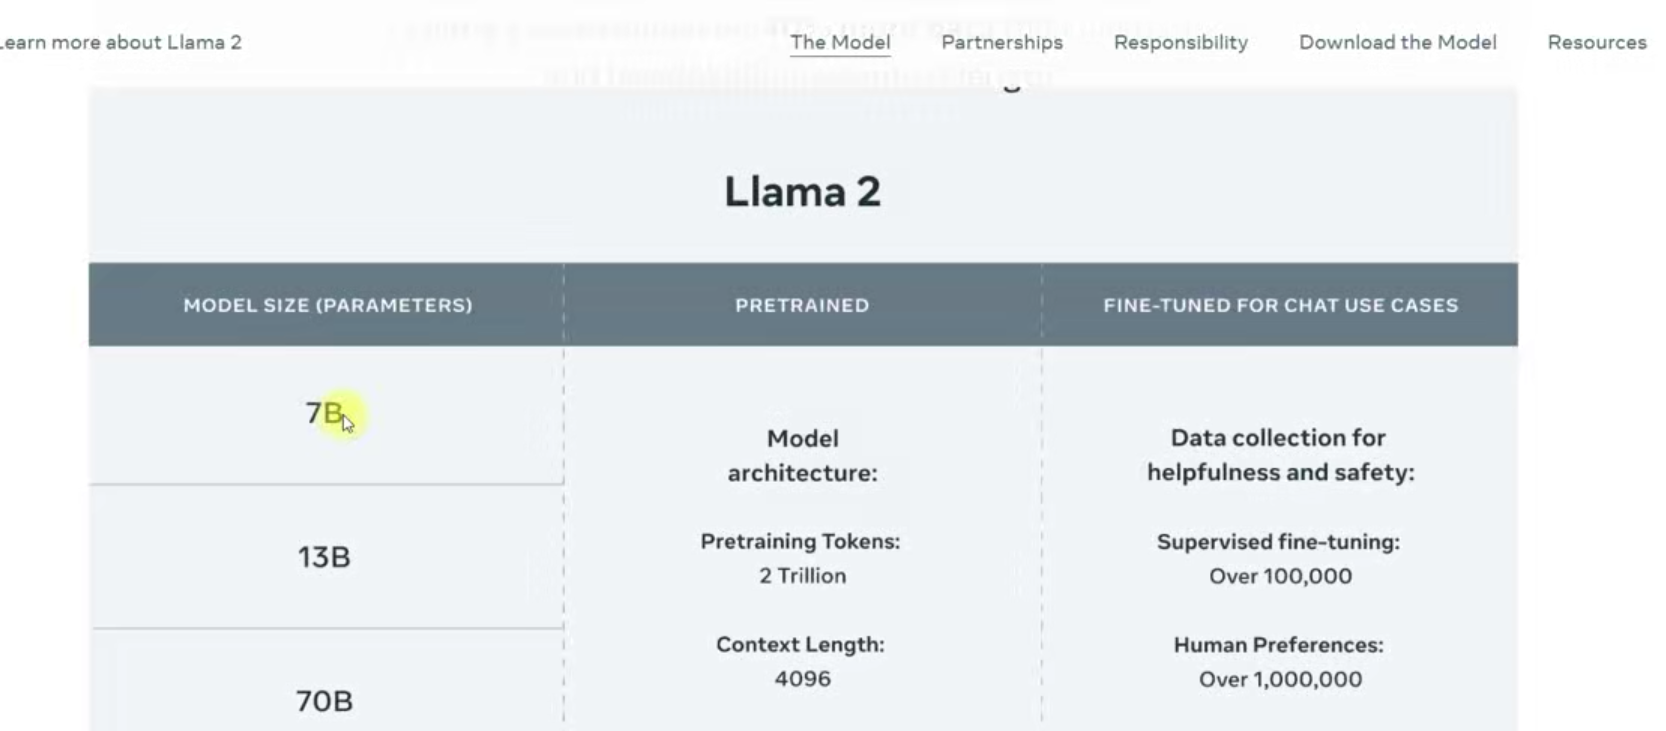 Learn more about Llama 2
The Model
Partnerships
Responsibility
Download the Model
Resources
Llama 2
MODEL SIZE (PARAMETERS)
PRETRAINED
FINE-TUNED FOR CHAT USE CASES
7B
13B
70B
Model
architecture:
Pretraining Tokens:
2 Trillion
Context Length:
4096
Data collection for
helpfulness and safety:
Supervised fine-tuning:
Over 100,000
Human Preferences:
Over 1,000,000